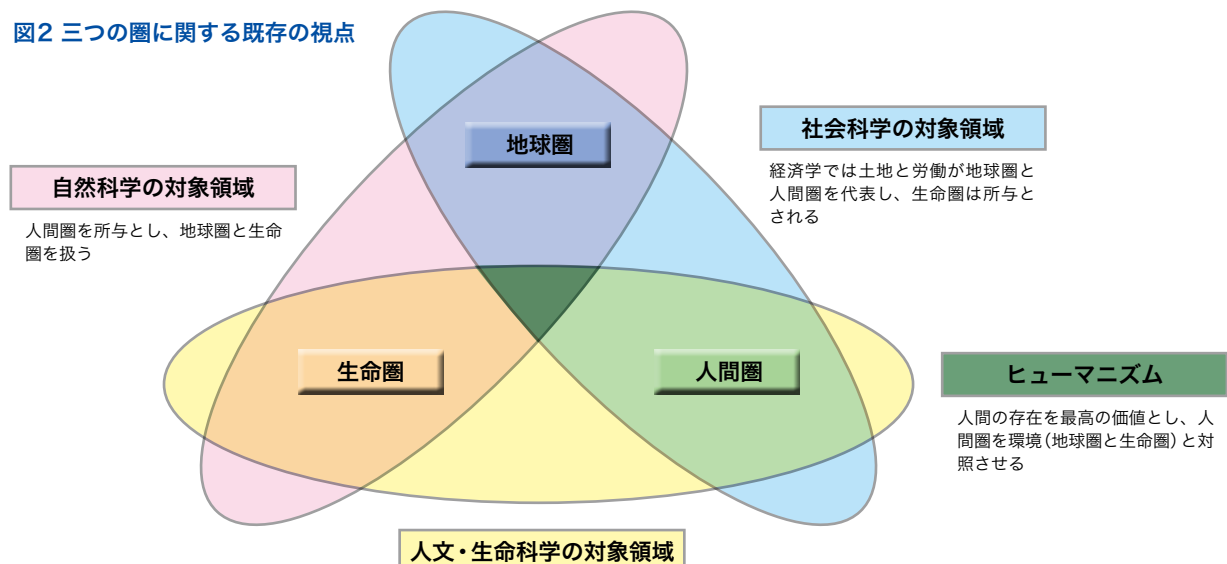 図2 三つの圏に関する既存の視点
地球圏
社会科学の対象領域
経済学では土地と労働が地球圏と
人間圏を代表し、生命圏は所与と
される
自然科学の対象領域
人間圏を所与とし、地球圏と生命
圏を扱う
生命圏
人間圏
ヒューマニズム
人間の存在を最高の価値とし、人
間圏を環境(地球圏と生命圏)と対
照させる
人文・生命科学の対象領域